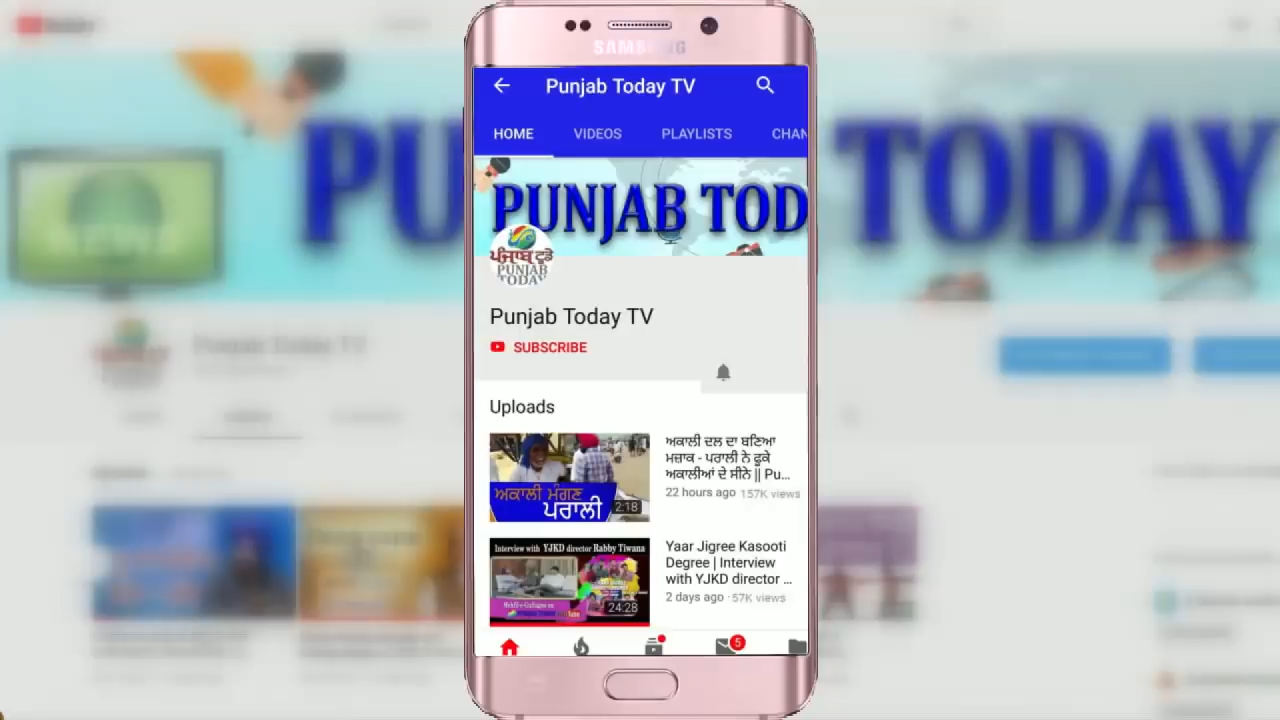 SAMSUNG
Punjab Today TV
HOME VIDEOS PLAYLISTS CHAN
PUNJAB TOD
ਪੰਜਾਬ ਟੂਡੇ
PUNJAB
TODAY
Punjab Today TV
SUBSCRIBE
Uploads
ਅਕਾਲੀ ਮੰਗਣ
ਪਰਾਲੀ
2:18
ਅਕਾਲੀ ਦਲ ਦਾ ਬਣਿਆ
ਮਜ਼ਾਕ - ਪਰਾਲੀ ਨੇ ਫੂਕੇ
ਅਕਾਲੀਆਂ ਦੇ ਸੀਨੇ || Pu...
22 hours ago 157K views
Interview with YJKD director Rabby Tiwana
24:28
Yaar Jigree Kasooti
Degree | Interview
with YJKD director ...
2 days ago · 57K views
5
PU TODAY